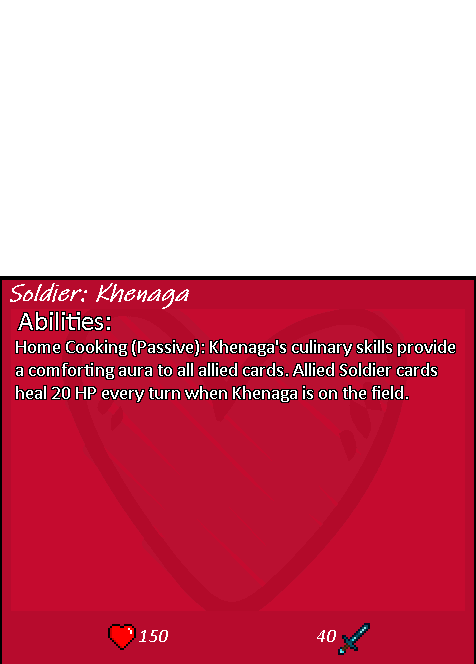 Soldier: Khenaga
Abilities:
Home Cooking (Passive): Khenaga's culinary skills provide
a comforting aura to all allied cards. Allied Soldier cards
heal 20 HP every turn when Khenaga is on the field.
150
40